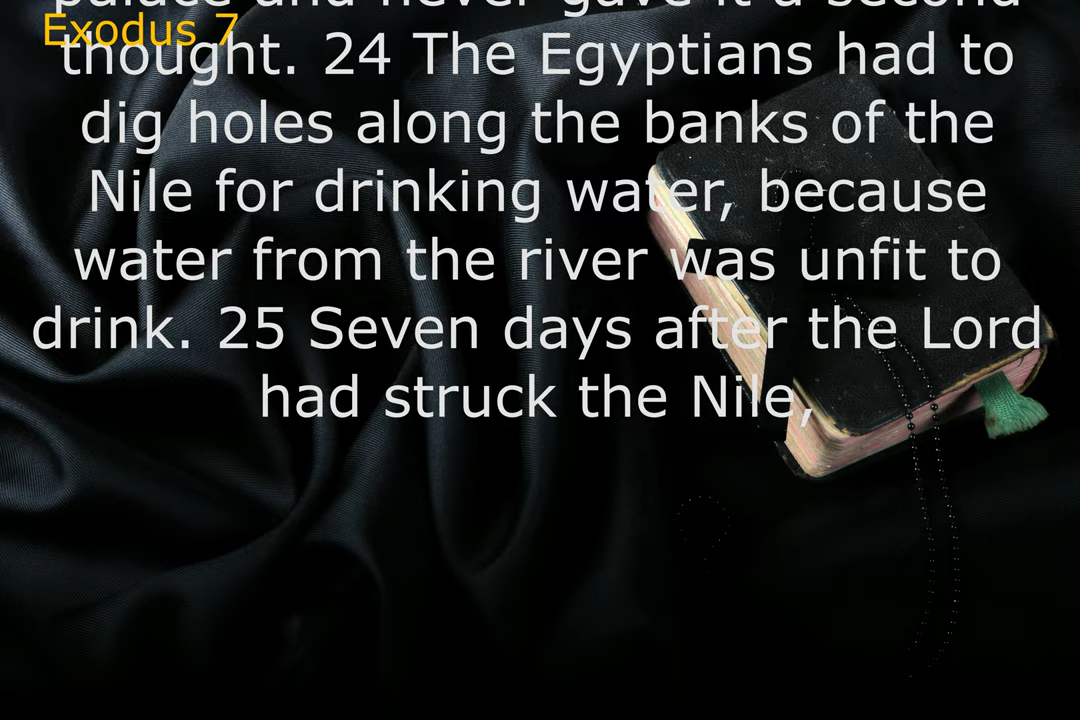 palace and never gave it a second
Exodus 7
thought. 24 The Egyptians had to
dig holes along the banks of the
Nile for drinking water, because
water from the river was unfit to
drink. 25 Seven days after the Lord
had struck the Nile,